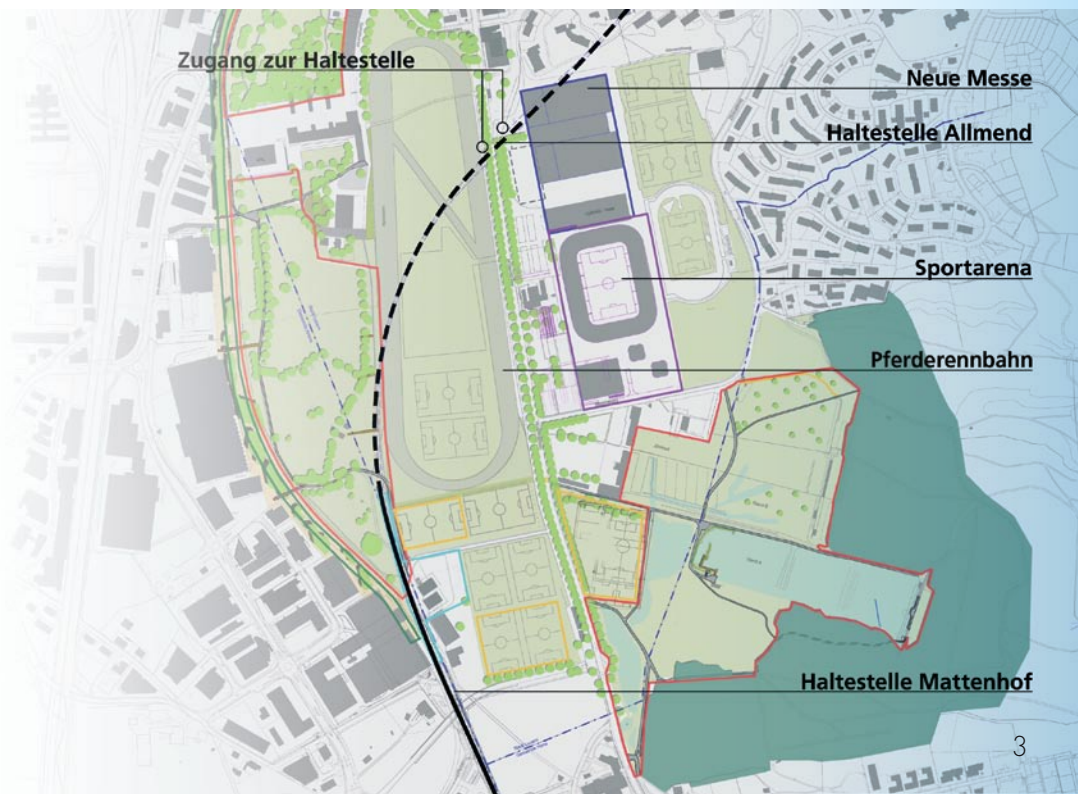 Zugang zur Haltestelle
Neue Messe
Haltestelle Allmend
Sportarena
Pferderennbahn
Haltestelle Mattenhof
3